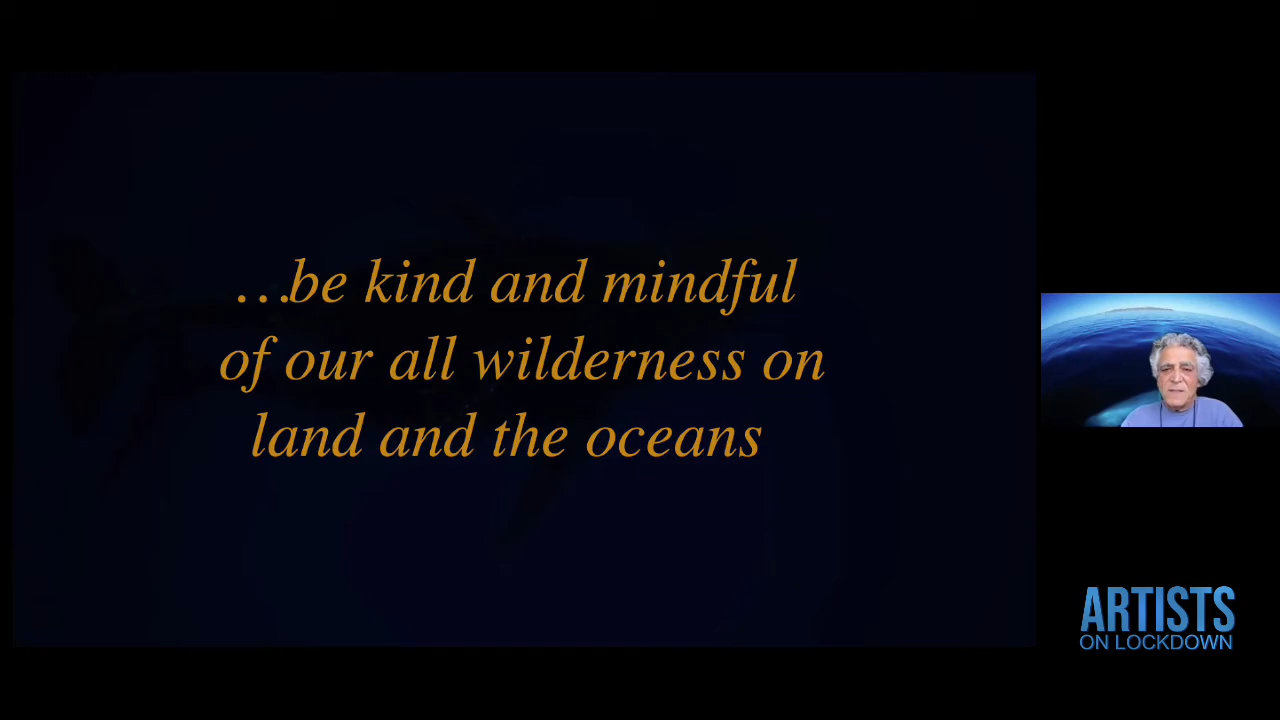 …be kind and mindful
of our all wilderness on
land and the oceans
ARTISTS
ON LOCKDOWN